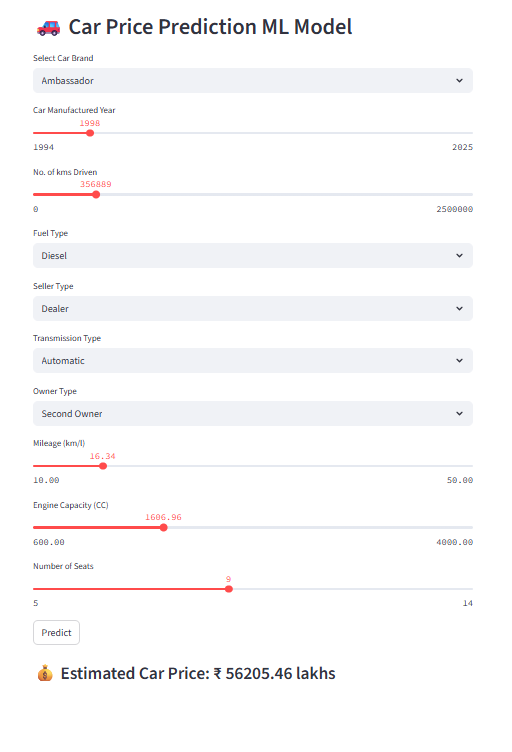 🚙 Car Price Prediction ML Model
Select Car Brand
Ambassador
Car Manufactured Year
1998
1994 2025
No. of kms Driven
356889
0 2500000
Fuel Type
Diesel
Seller Type
Dealer
Transmission Type
Automatic
Owner Type
Second Owner
Mileage (km/l)
16.34
10.00 50.00
Engine Capacity (CC)
1606.96
600.00 4000.00
Number of Seats
9
5 14
Predict
💰 Estimated Car Price: ₹ 56205.46 lakhs